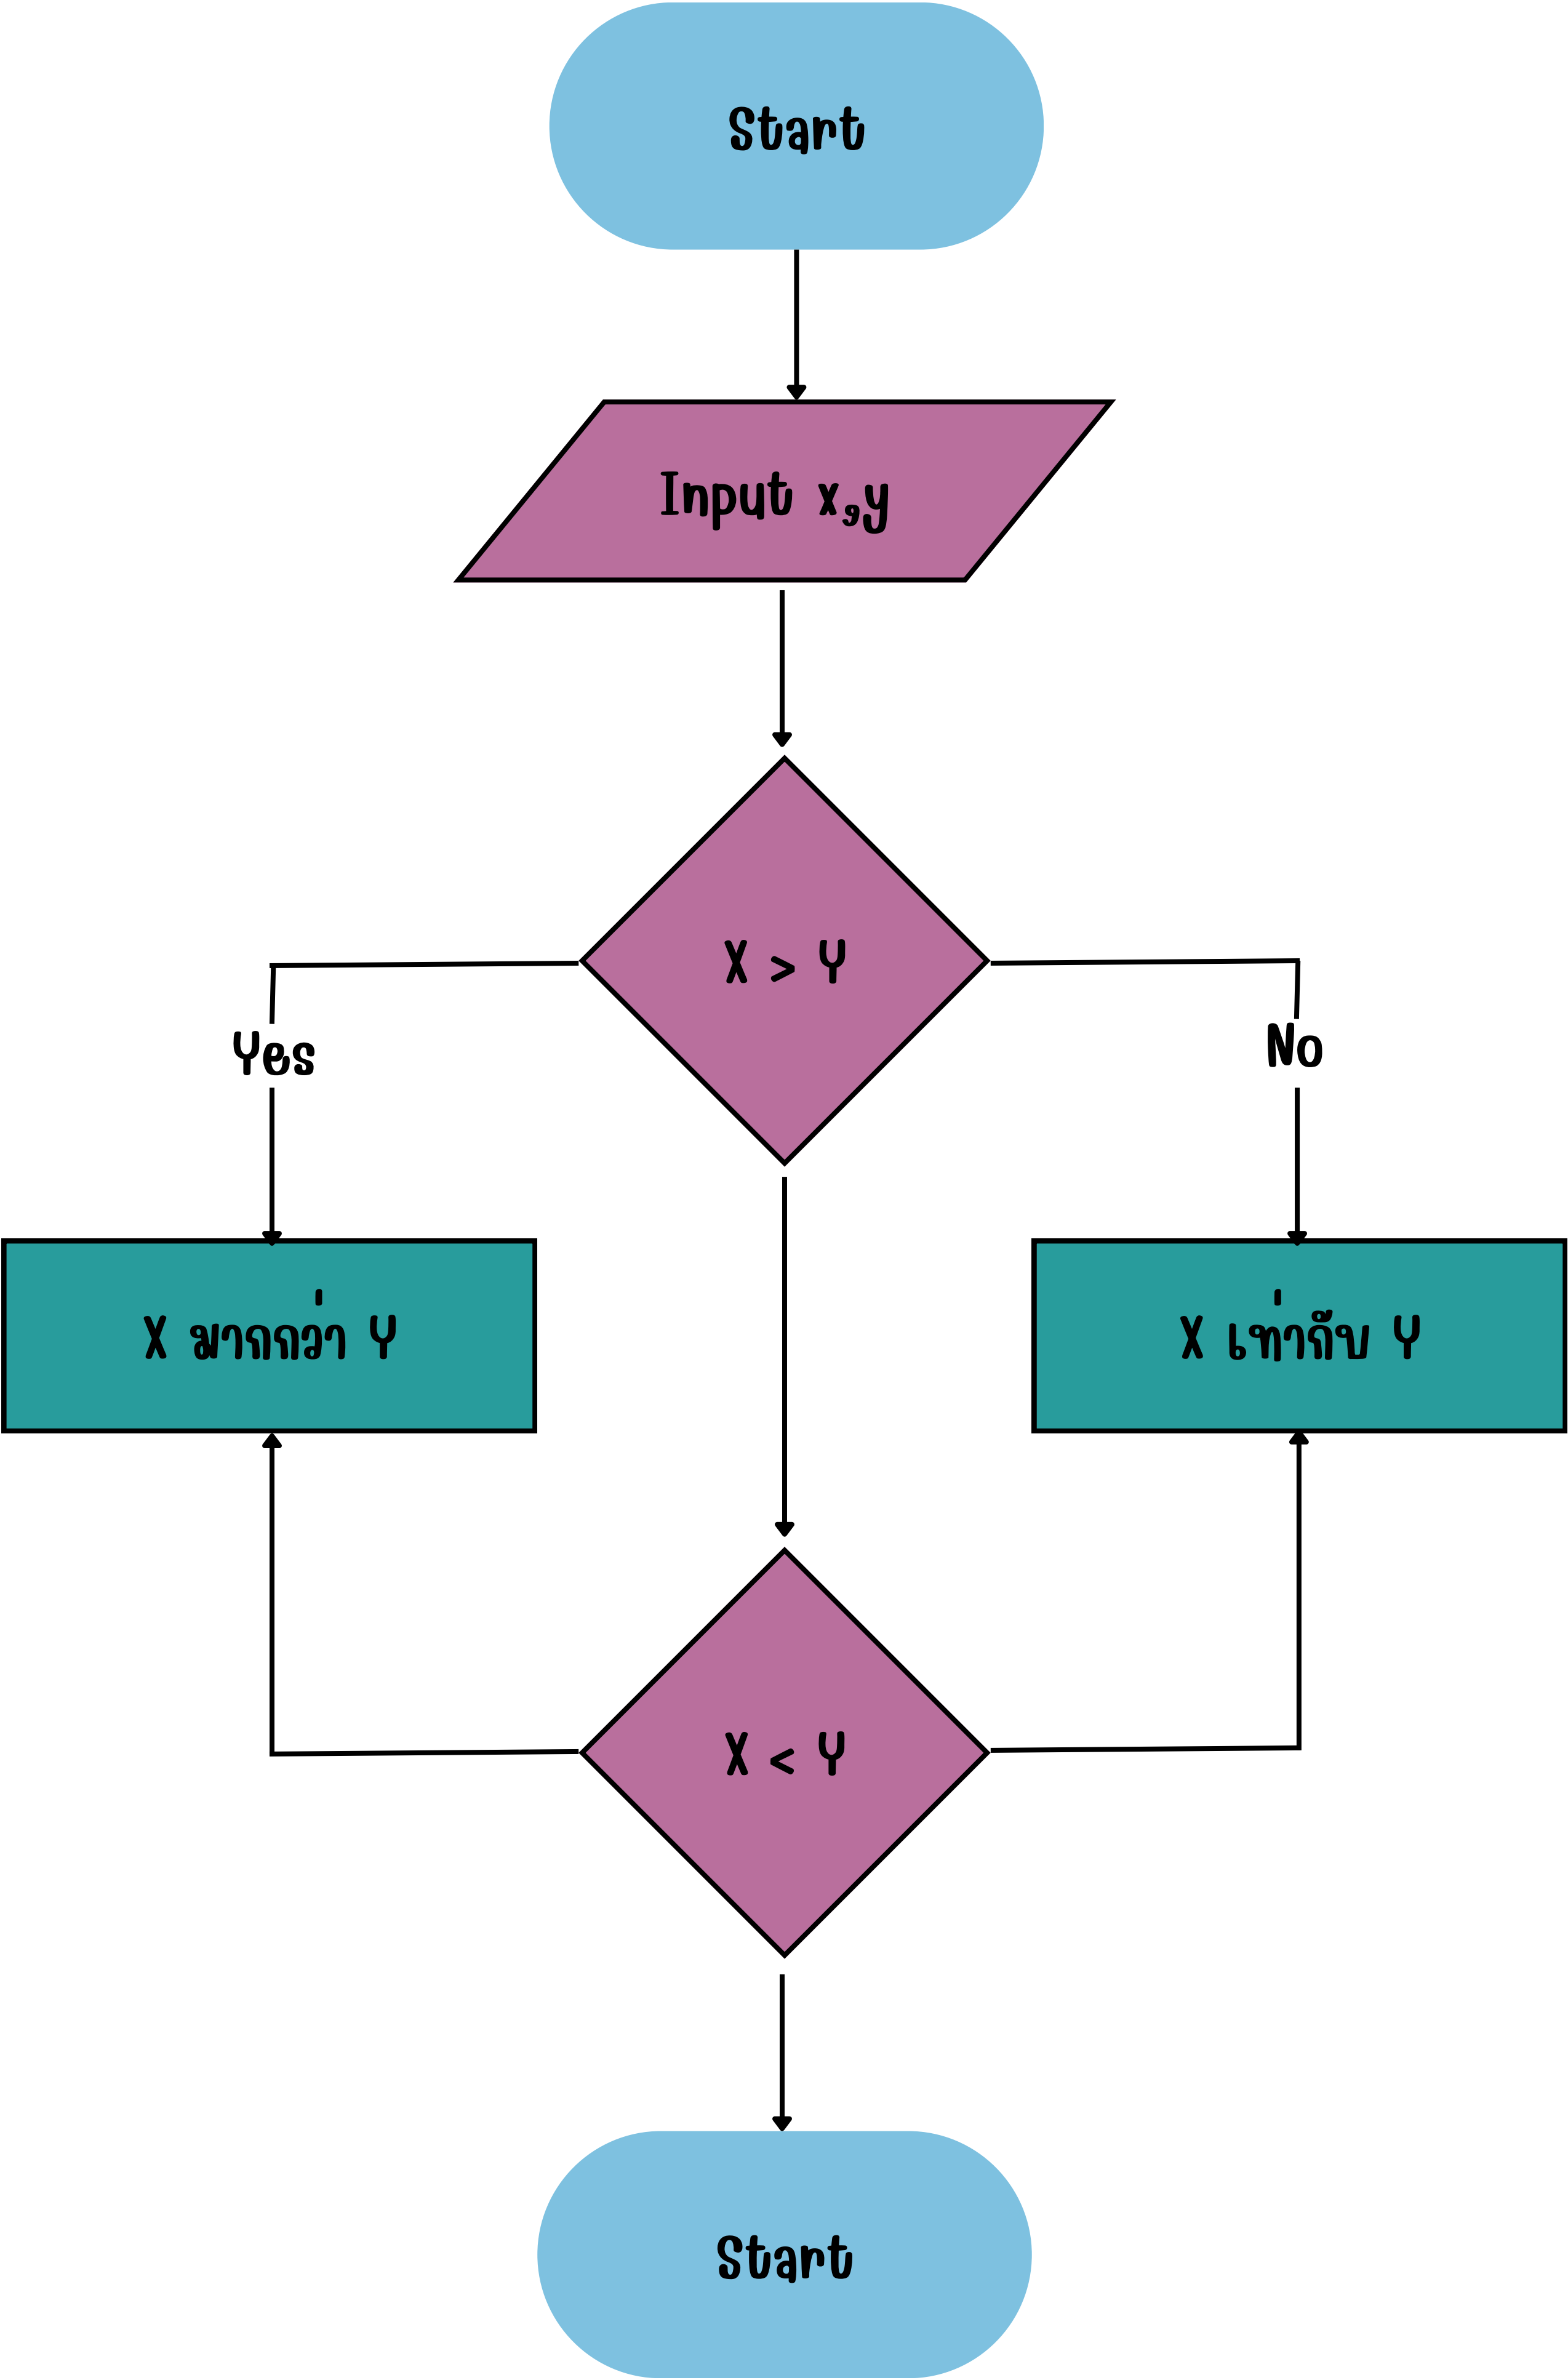 Start
Input x,y
X > Y
Yes
No
X มากกว่า Y
X เท่ากับ Y
X < Y
Start